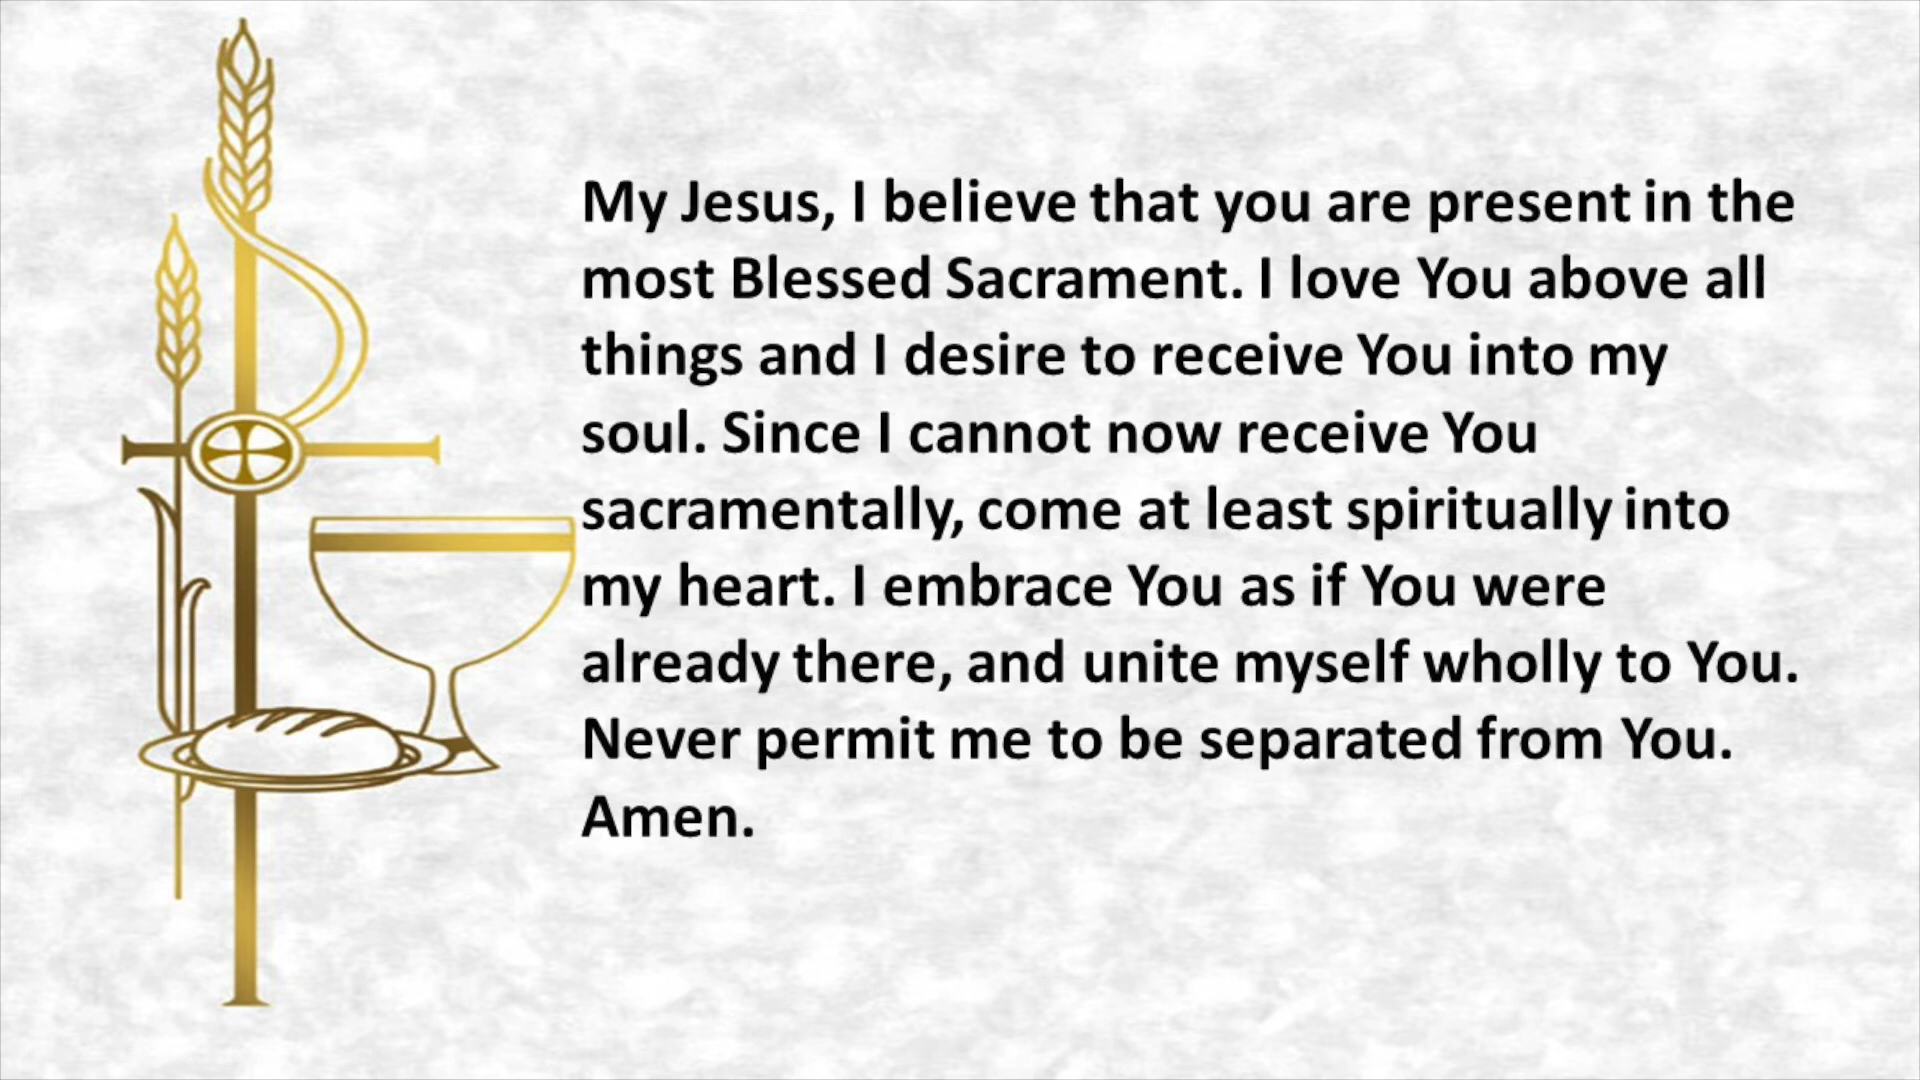 My Jesus, I believe that you are present in the
most Blessed Sacrament. I love You above all
things and I desire to receive You into my
soul. Since I cannot now receive You
sacramentally, come at least spiritually into
my heart. I embrace You as if You were
already there, and unite myself wholly to You.
Never permit me to be separated from You.
Amen.